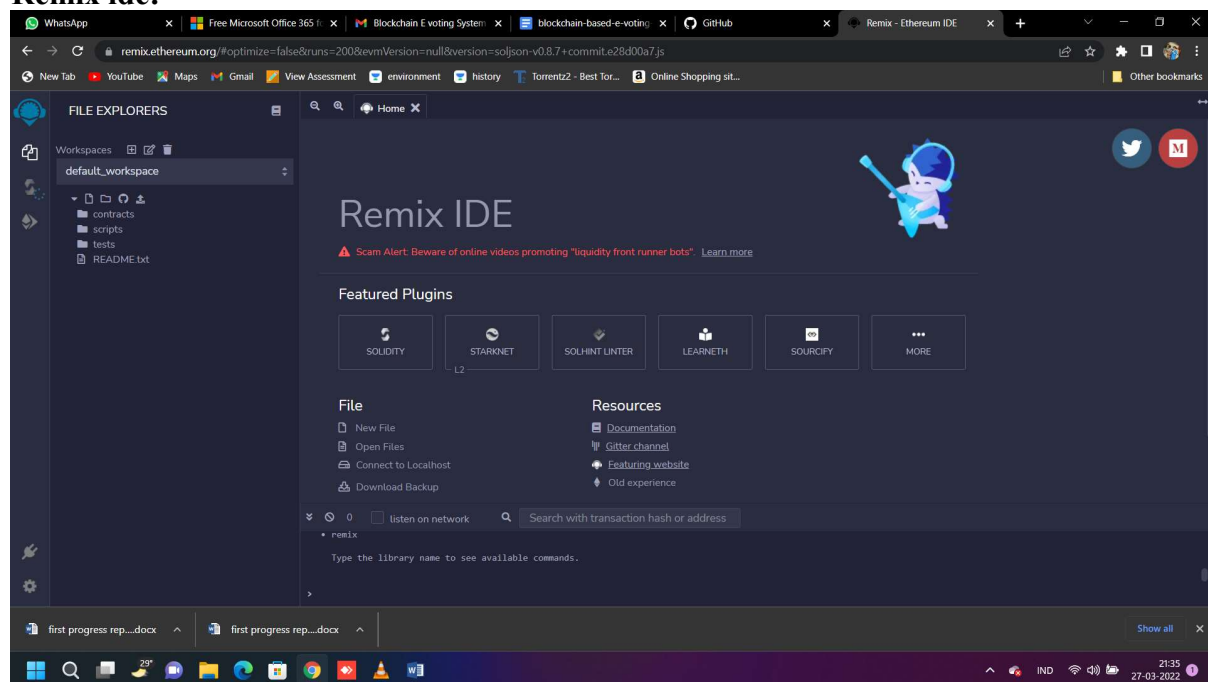 Remix ide:
WhatsApp
Free Microsoft Office 365 fo
Blockchain E voting System
blockchain-based-e-voting
GitHub
Remix - Ethereum IDE
remix.ethereum.org/#optimize=false&runs=200&evmVersion=null&version=soljson-v0.8.7+commit.e28d00a7.js
New Tab YouTube Maps Gmail View Assessment environment history Torrentz2 - Best Tor... Online Shopping sit... Other bookmarks
FILE EXPLORERS
Home
Workspaces
default_workspace
contracts
scripts
tests
README.txt
Remix IDE
Scam Alert: Beware of online videos promoting "liquidity front runner bots". Learn more
Featured Plugins
SOLIDITY STARKNET SOLHINT LINTER LEARNETH SOURCIFY MORE
L2
File
New File
Open Files
Connect to Localhost
Download Backup
Resources
Documentation
Gitter channel
Featuring website
Old experience
0 listen on network Search with transaction hash or address
• remix
Type the library name to see available commands.
>
first progress rep....docx
first progress rep....docx
Show all
29°
IND
21:35
27-03-2022
1